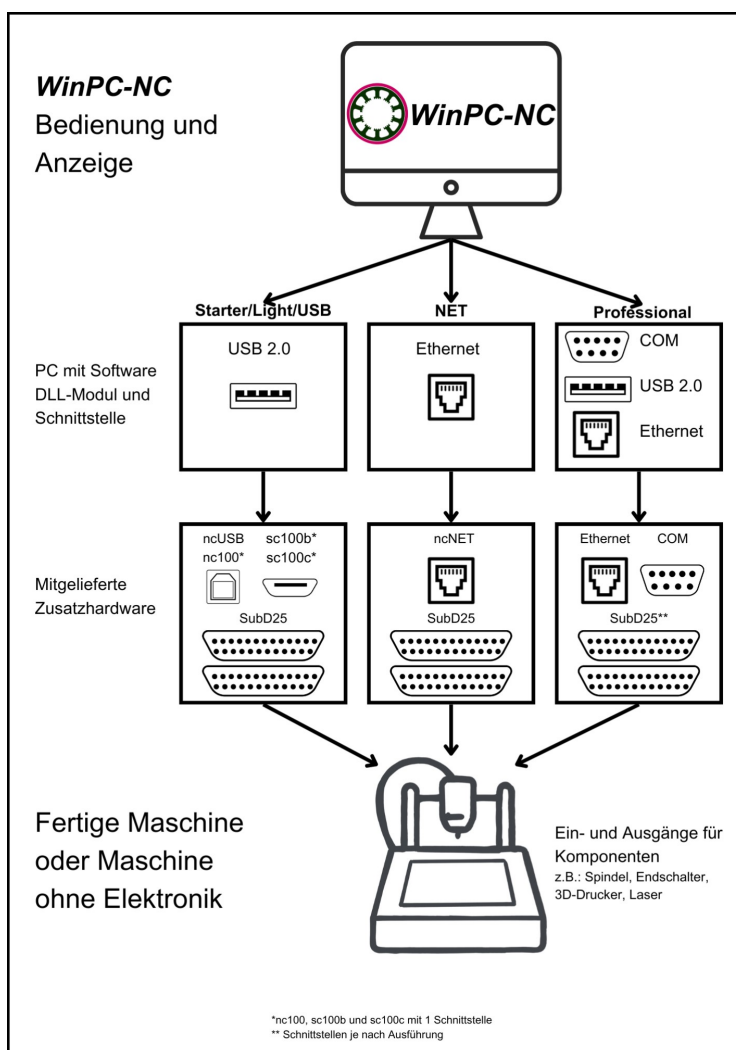 WinPC-NC
Bedienung und
Anzeige
WinPC-NC
Starter/Light/USB
NET
Professional
PC mit Software
DLL-Modul und
Schnittstelle
USB 2.0
Ethernet
COM
USB 2.0
Ethernet
Mitgelieferte
Zusatzhardware
ncUSB sc100b*
nc100* sc100c*
SubD25
ncNET
SubD25
Ethernet COM
SubD25**
Fertige Maschine
oder Maschine
ohne Elektronik
Ein- und Ausgänge für
Komponenten
z.B.: Spindel, Endschalter,
3D-Drucker, Laser
*nc100, sc100b und sc100c mit 1 Schnittstelle
** Schnittstellen je nach Ausführung